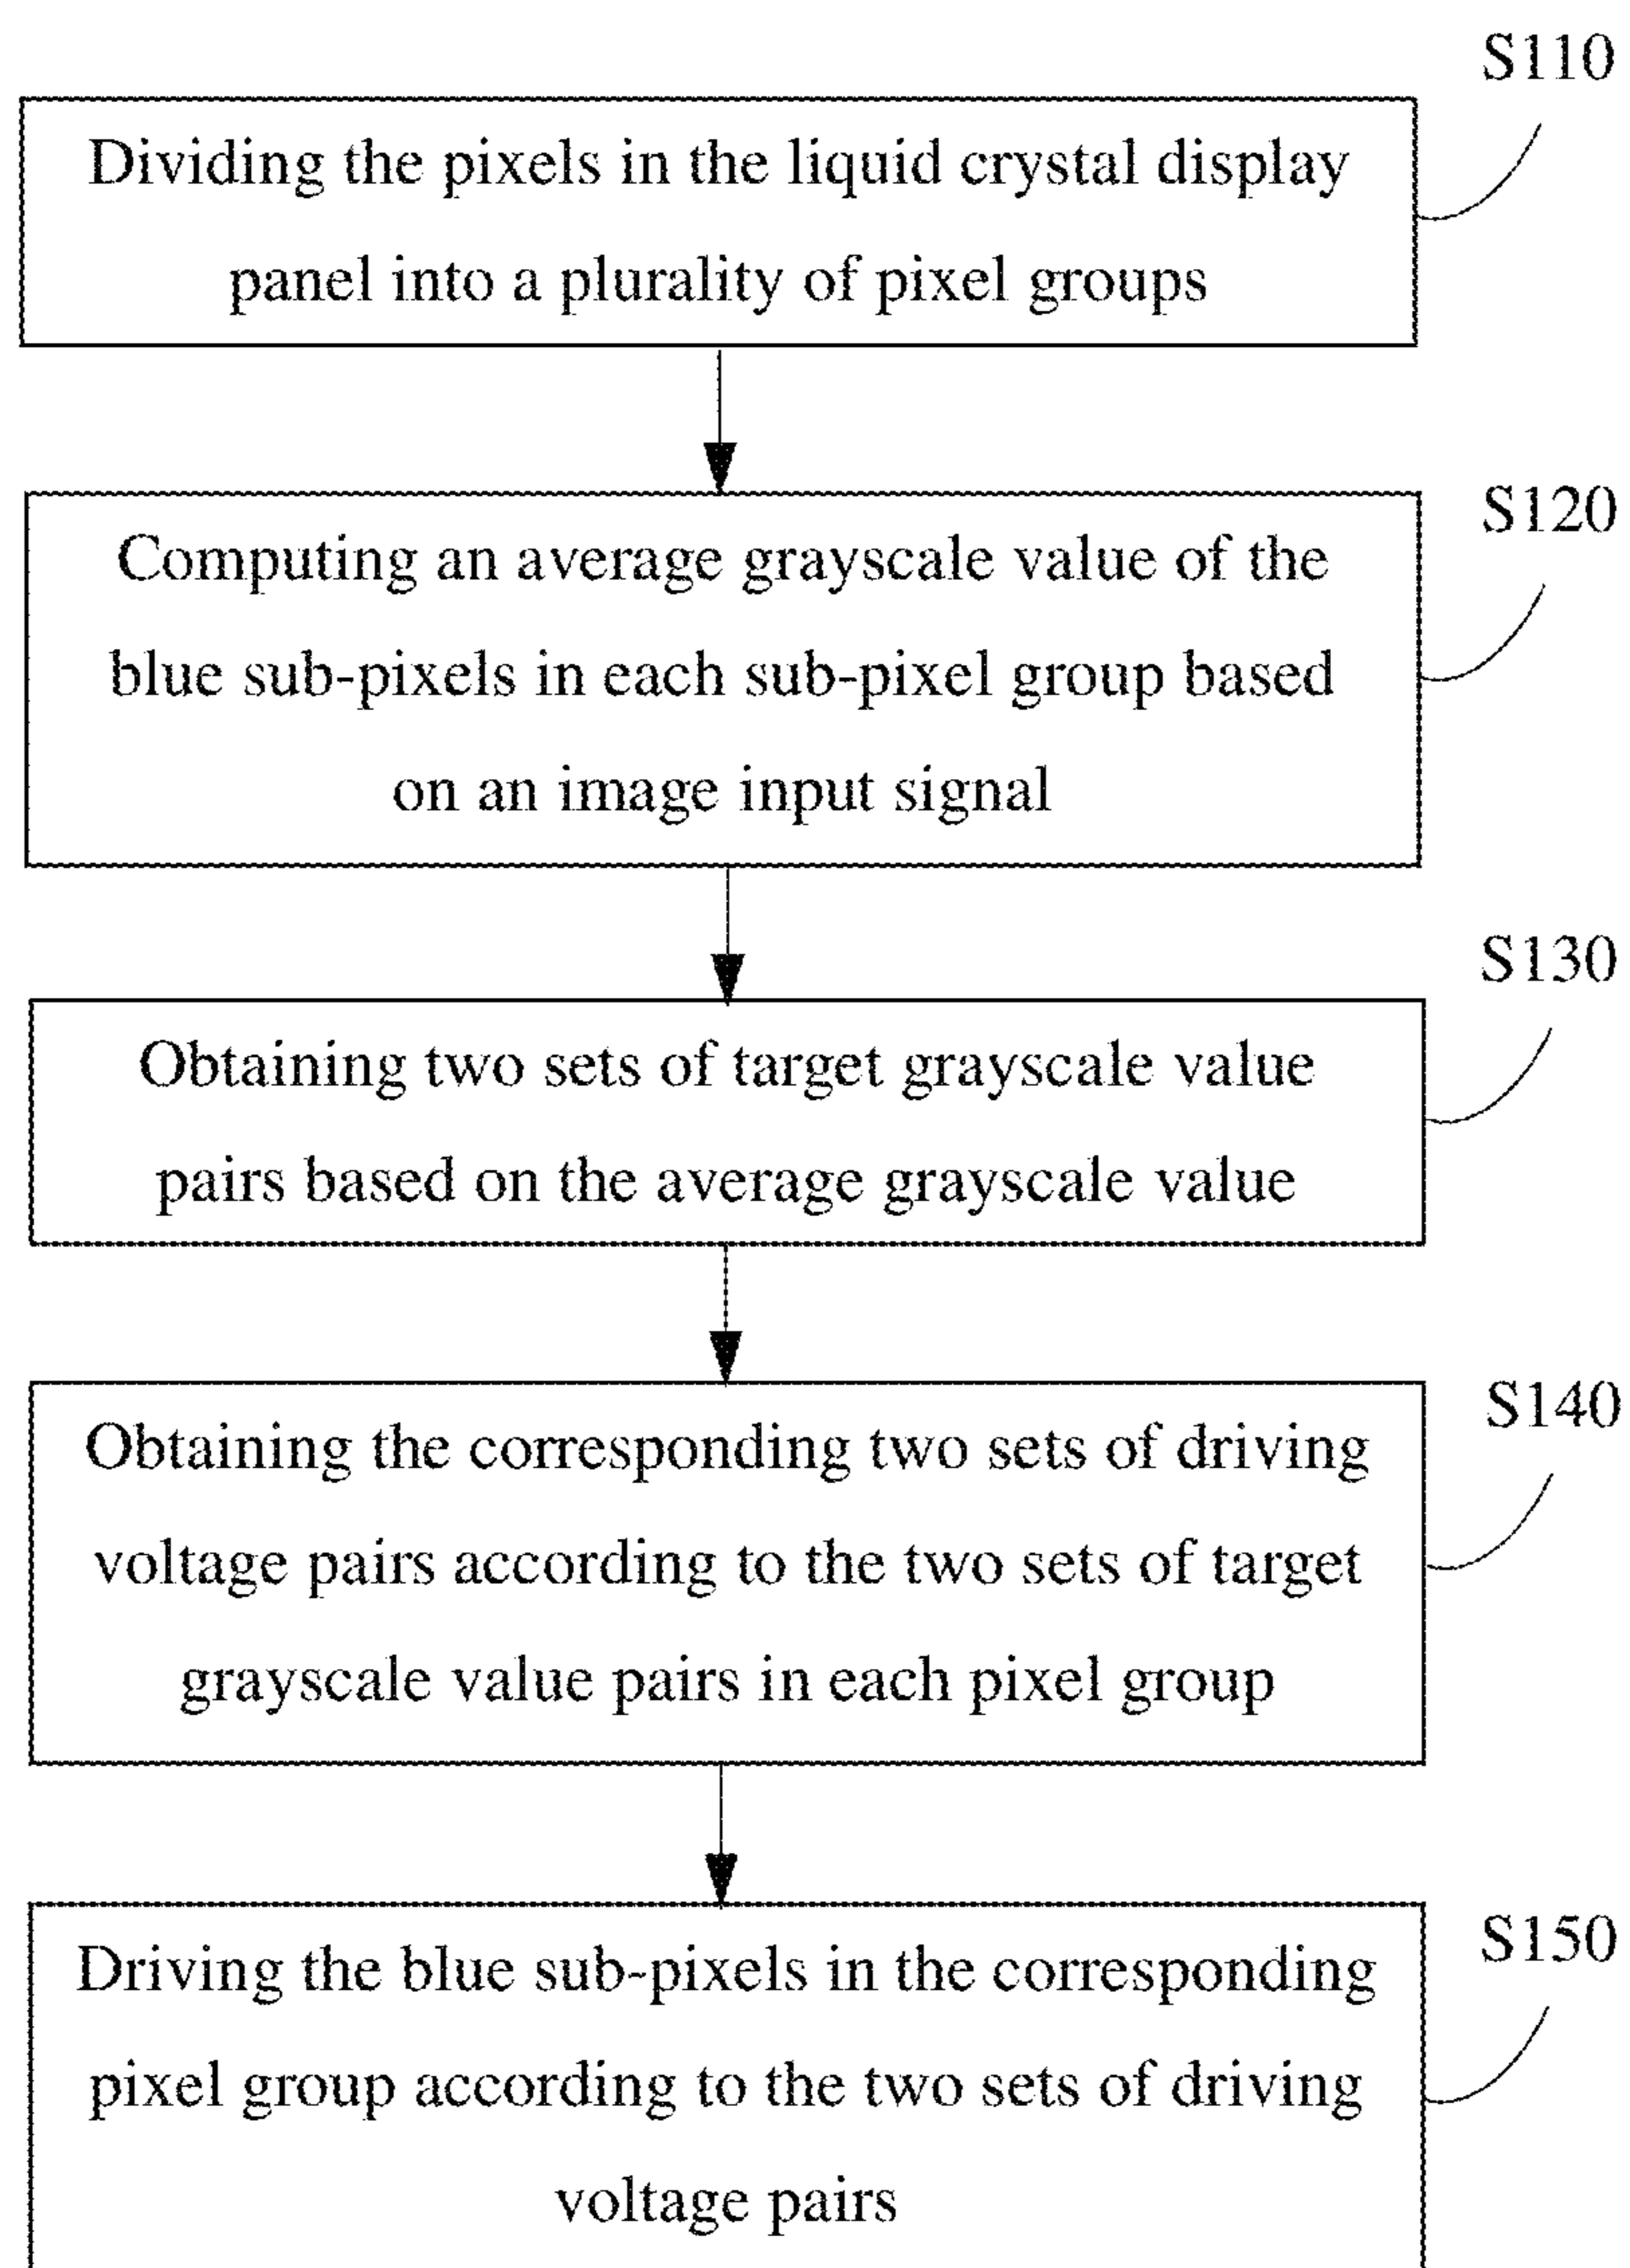 S110
Dividing the pixels in the liquid crystal display
panel into a plurality of pixel groups
S120
Computing an average grayscale value of the
blue sub-pixels in each sub-pixel group based
on an image input signal
S130
Obtaining two sets of target grayscale value
pairs based on the average grayscale value
S140
Obtaining the corresponding two sets of driving
voltage pairs according to the two sets of target
grayscale value pairs in each pixel group
S150
Driving the blue sub-pixels in the corresponding
pixel group according to the two sets of driving
voltage pairs